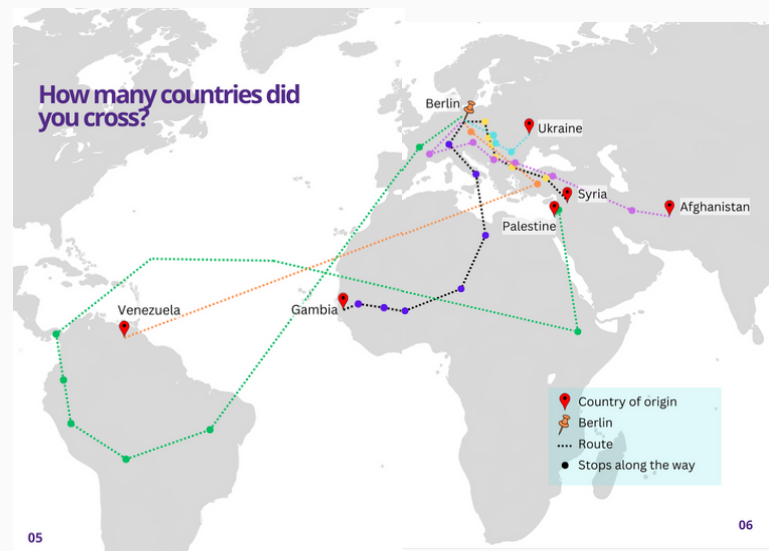 How many countries did
you cross?
Berlin
Ukraine
Syria
Afghanistan
Palestine
Venezuela
Gambia
Country of origin
Berlin
Route
Stops along the way
05
06